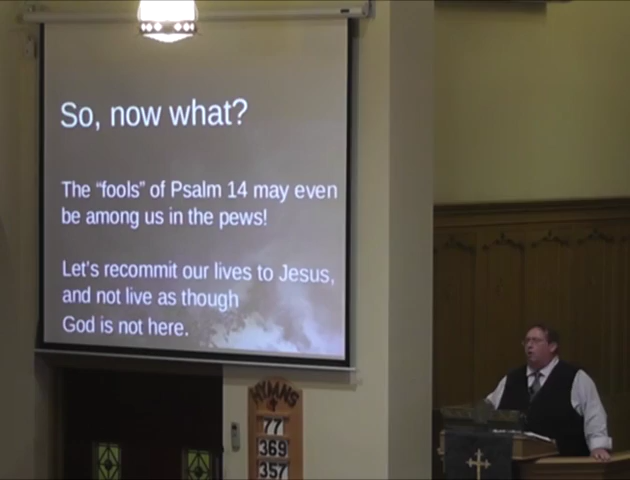 So, now what?
The “fools” of Psalm 14 may even
be among us in the pews!
Let's recommit our lives to Jesus,
and not live as though
God is not here.
HYMNS
77
369
357